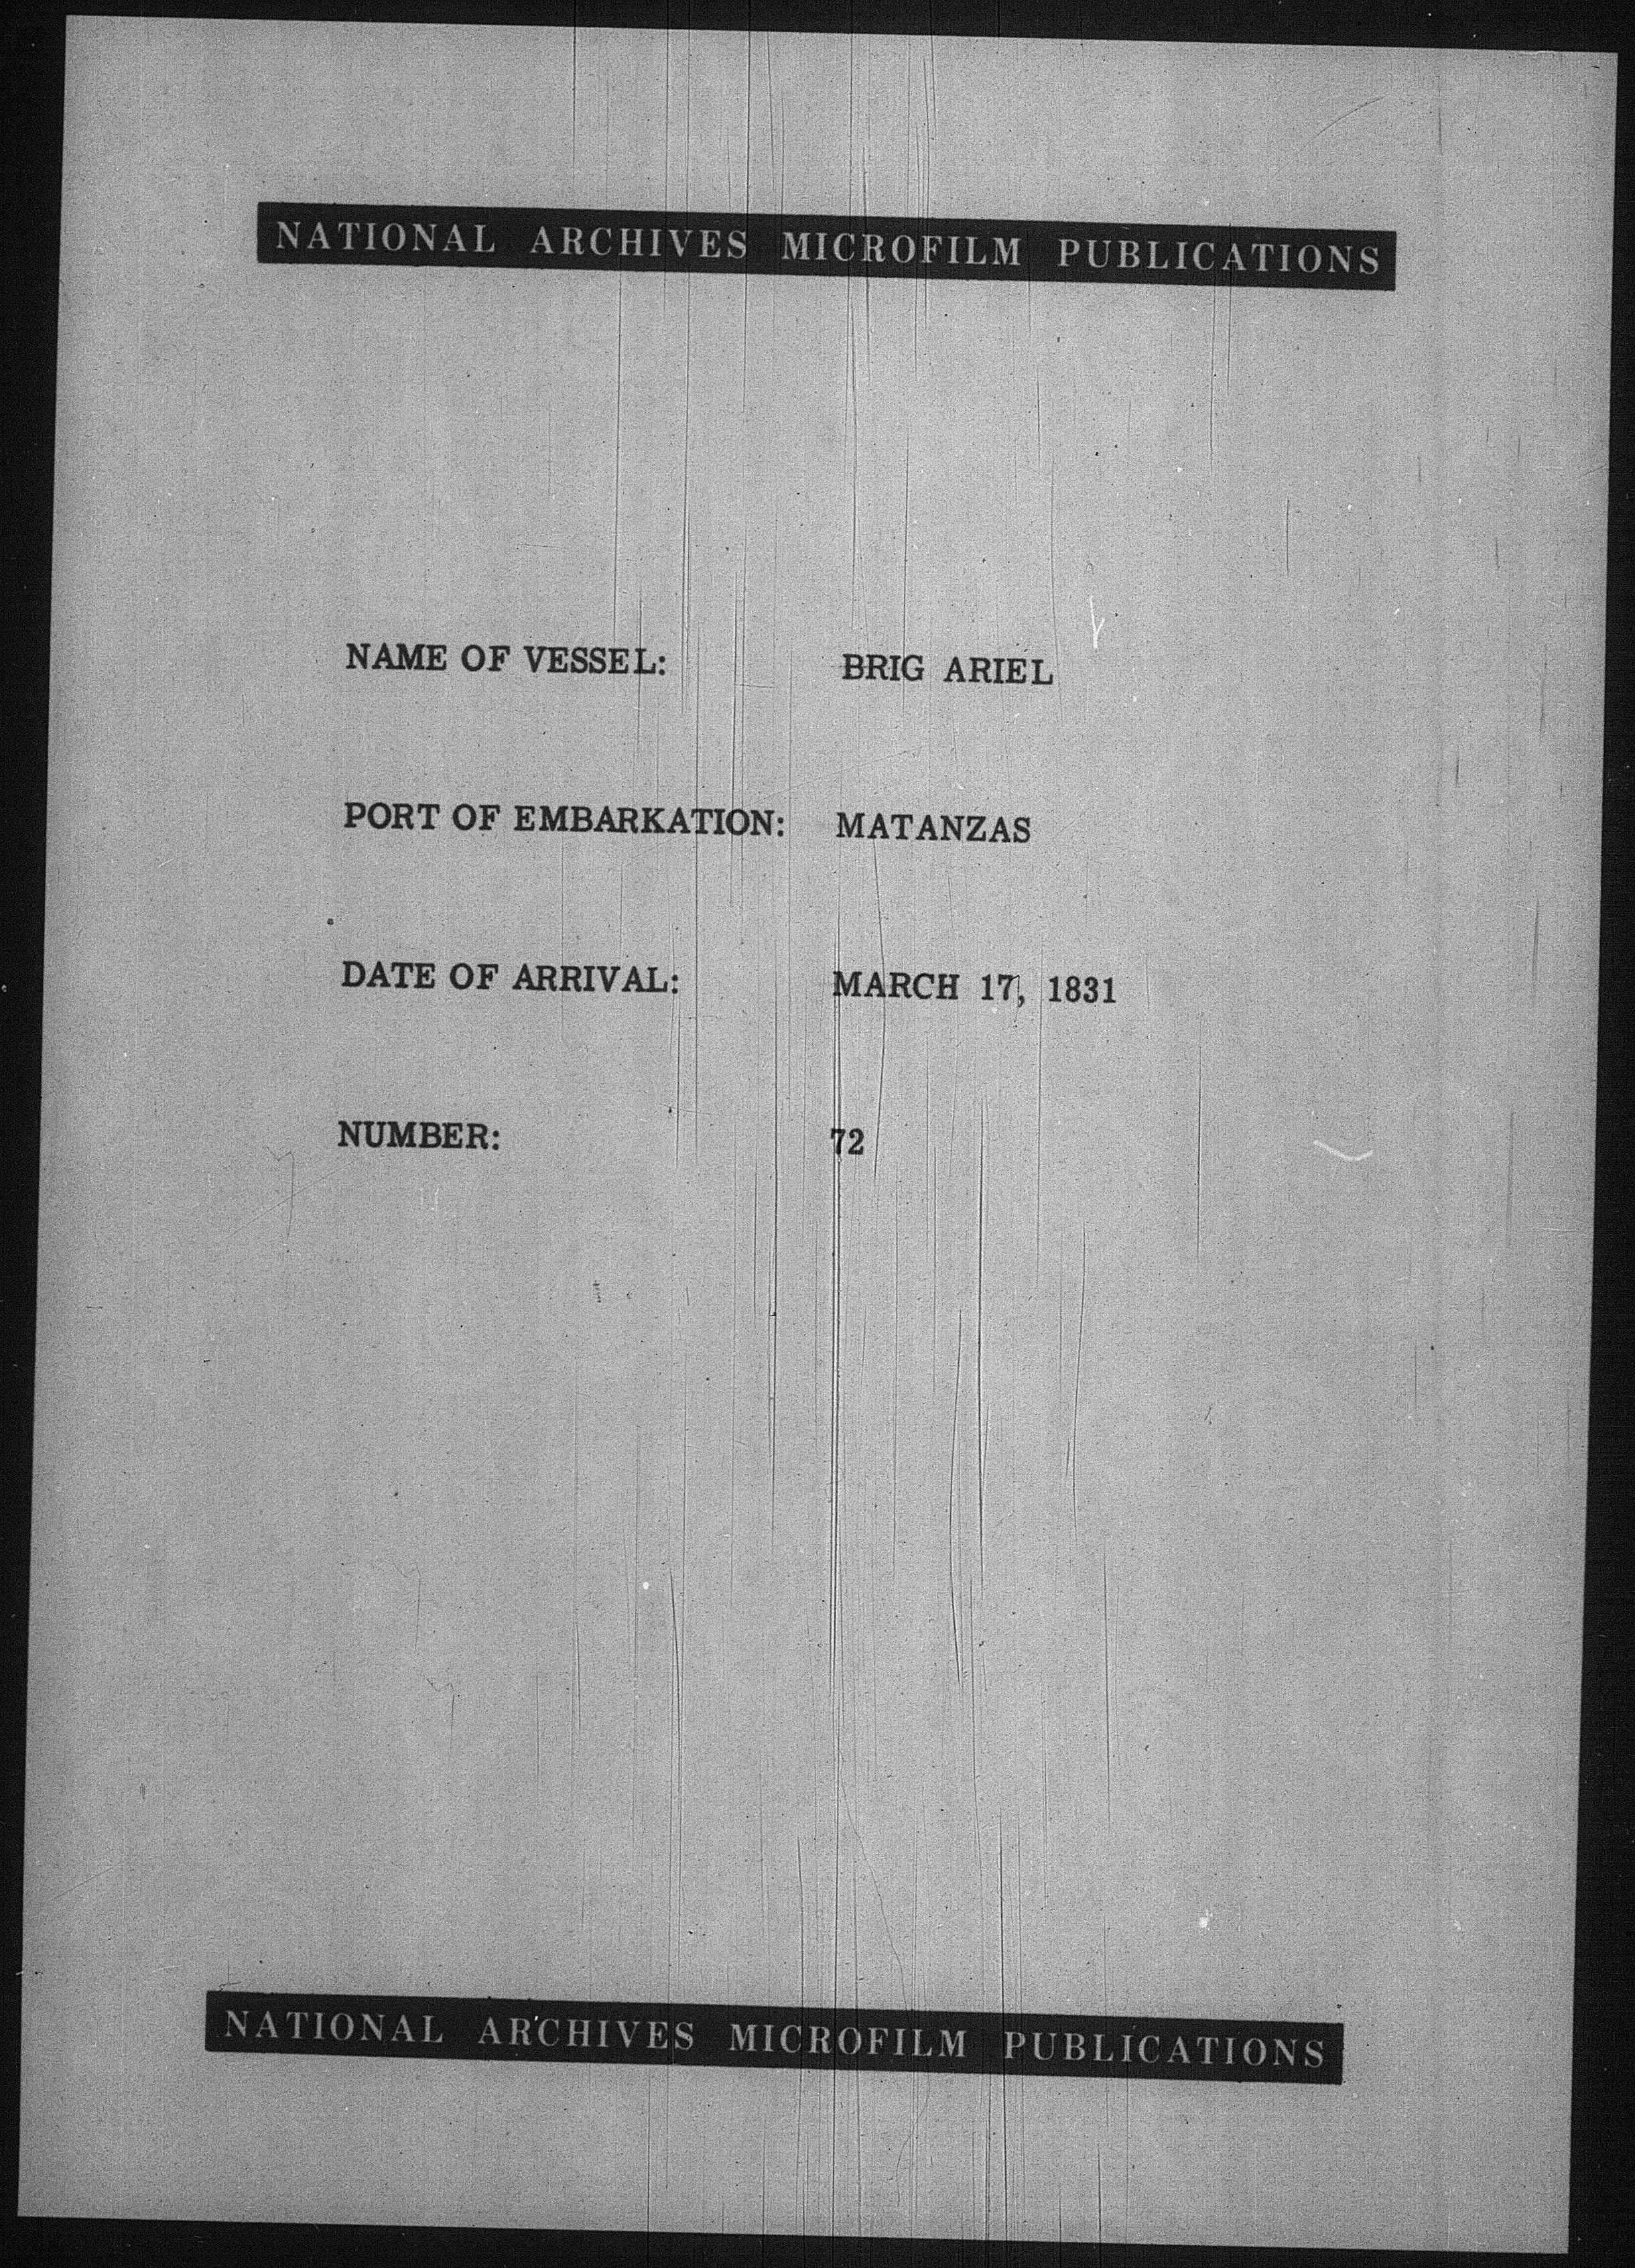 NATIONAL ARCHIVES MICROFILM PUBLICATIONS
NAME OF VESSEL: BRIG ARIEL
PORT OF EMBARKATION: MATANZAS
DATE OF ARRIVAL: MARCH 17, 1831
NUMBER: 72
NATIONAL ARCHIVES MICROFILM PUBLICATIONS